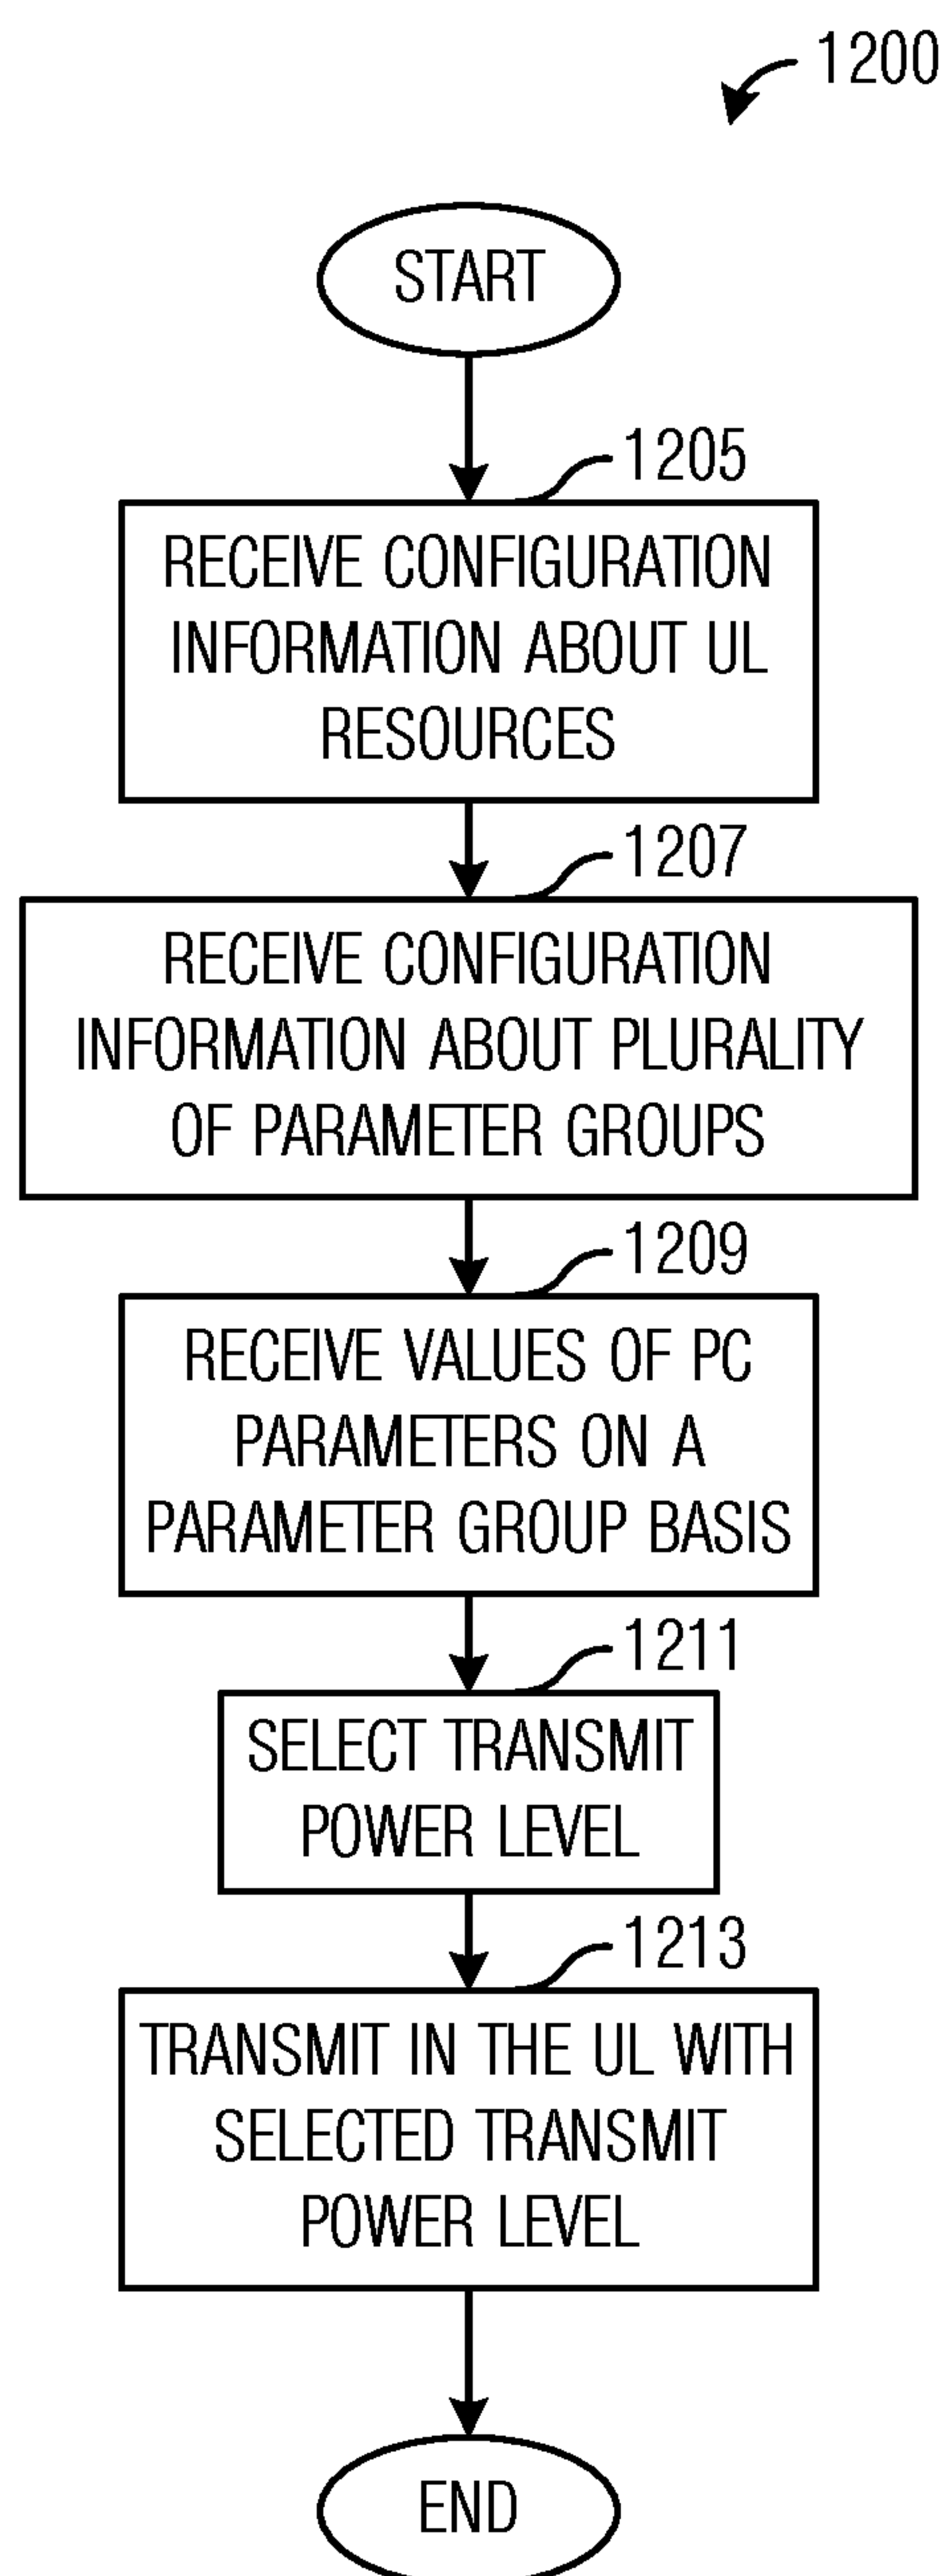 1200
START
1205
RECEIVE CONFIGURATION
INFORMATION ABOUT UL
RESOURCES
1207
RECEIVE CONFIGURATION
INFORMATION ABOUT PLURALITY
OF PARAMETER GROUPS
1209
RECEIVE VALUES OF PC
PARAMETERS ON A
PARAMETER GROUP BASIS
1211
SELECT TRANSMIT
POWER LEVEL
1213
TRANSMIT IN THE UL WITH
SELECTED TRANSMIT
POWER LEVEL
END